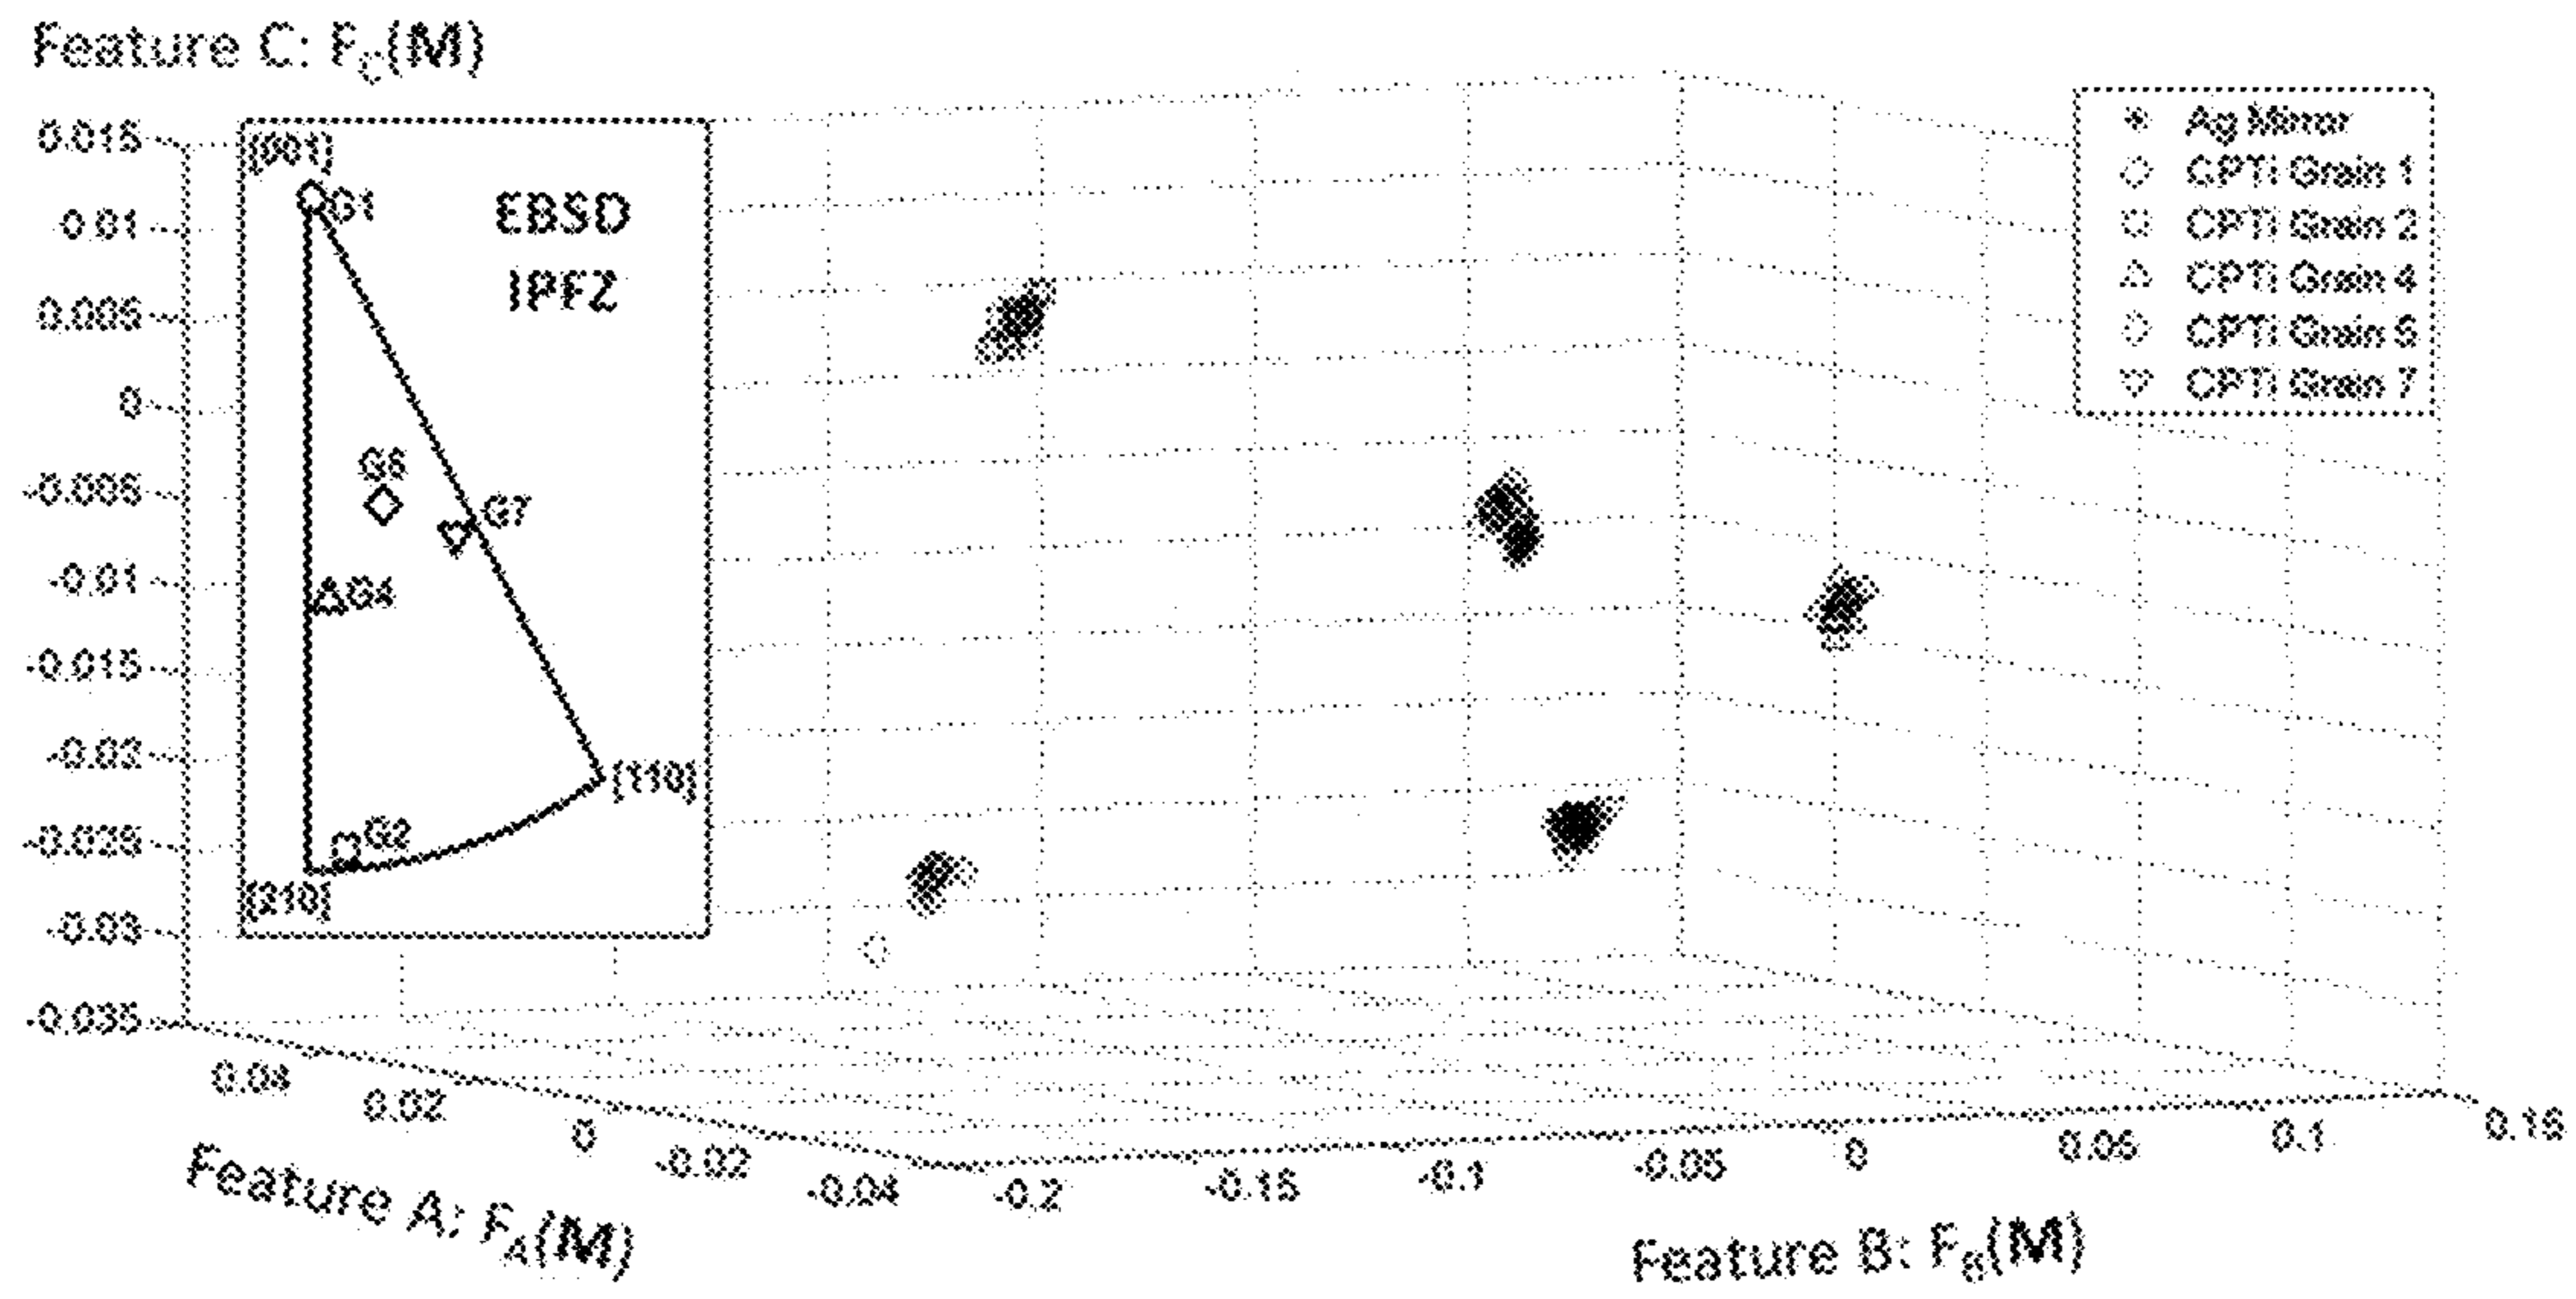 Feature C: F_C(M)
0.015
0.01
0.005
0
-0.005
-0.01
-0.015
-0.02
-0.025
-0.03
-0.035
[001]
G1
EBSD
IPFZ
G7
G4
[110]
G2
[210]
Ag Mirror
CPTi Grain 1
CPTi Grain 2
CPTi Grain 4
CPTi Grain
CPTi Grain 7
0.04
0.02
0
-0.02
-0.04
Feature A: F_A(M)
-0.2
-0.15
-0.1
-0.05
0
0.05
0.1
0.15
Feature B: F_B(M)